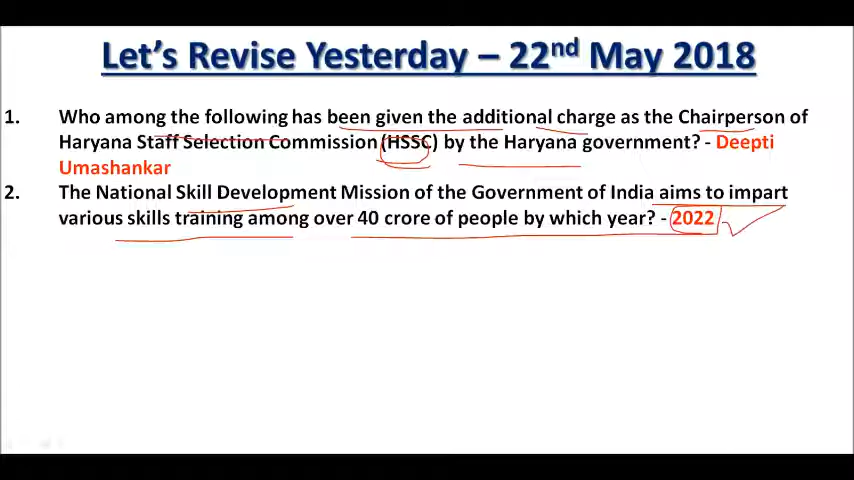 Let's Revise Yesterday – 22nd May 2018
1. Who among the following has been given the additional charge as the Chairperson of
Haryana Staff Selection Commission (HSSC) by the Haryana government? - Deepti
Umashankar
2. The National Skill Development Mission of the Government of India aims to impart
various skills training among over 40 crore of people by which year? - 2022